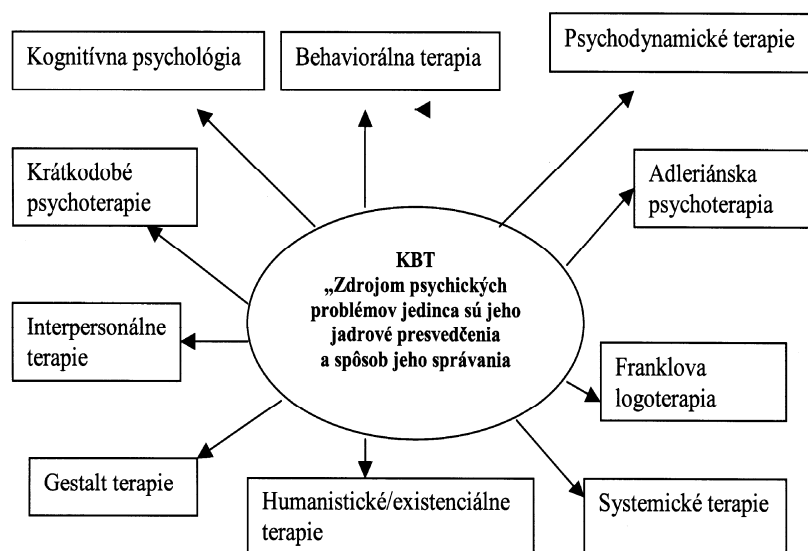 Kognitívna psychológia
Behaviorálna terapia
Psychodynamické terapie
Krátkodobé
psychoterapie
Adleriánska
psychoterapia
KBT
„Zdrojom psychických
problémov jedinca sú jeho
jadrové presvedčenia
a spôsob jeho správania
Interpersonálne
terapie
Franklova
logoterapia
Gestalt terapie
Humanistické/existenciálne
terapie
Systemické terapie